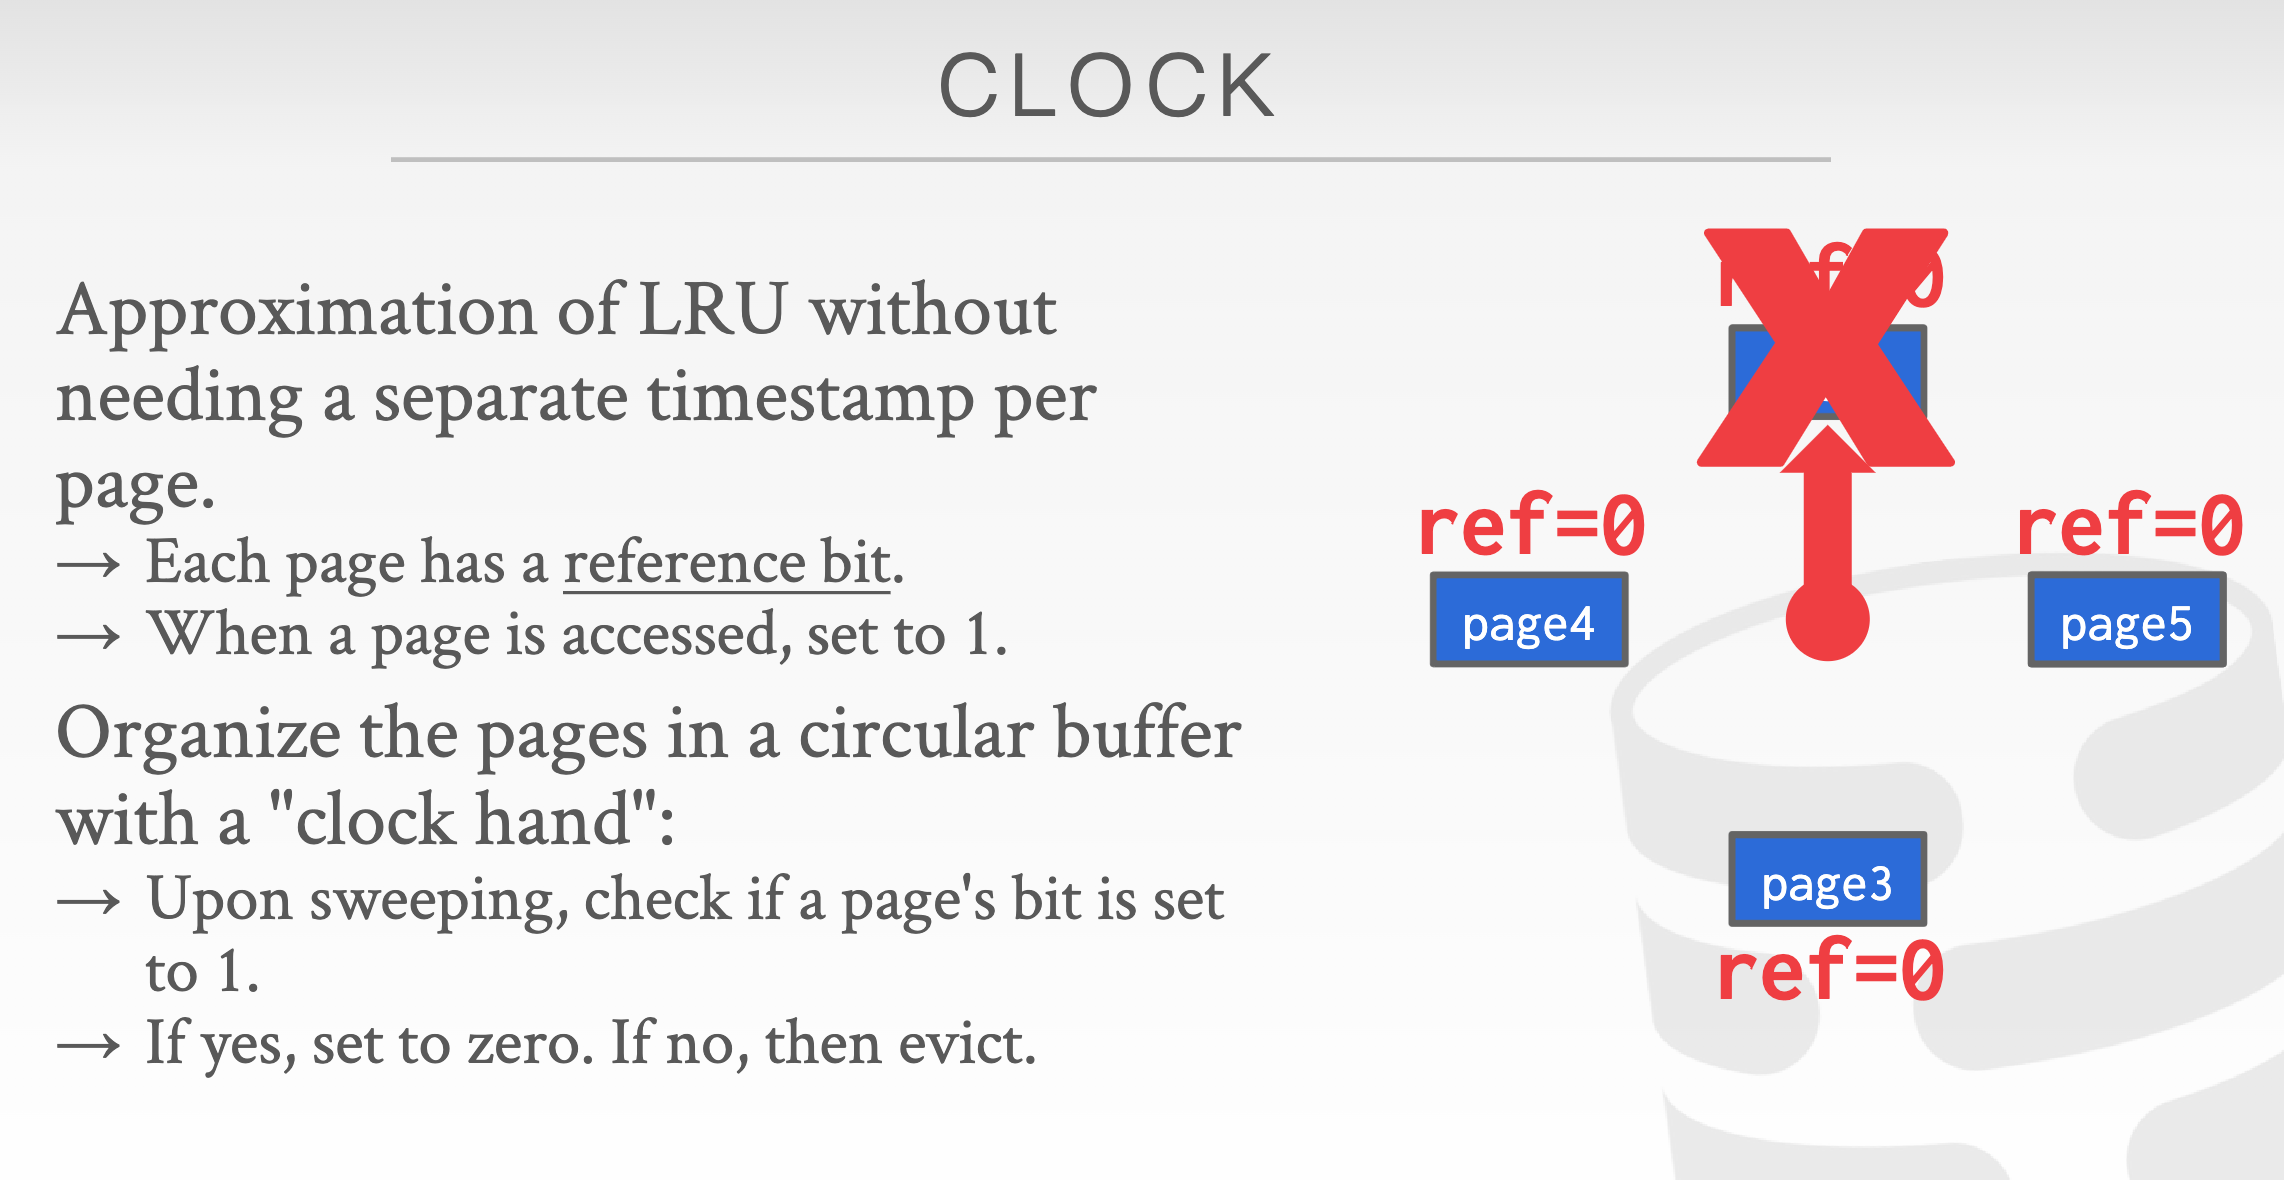 CLOCK
Approximation of LRU without
needing a separate timestamp per
page.
→ Each page has a reference bit.
→ When a page is accessed, set to 1.
Organize the pages in a circular buffer
with a "clock hand":
→ Upon sweeping, check if a page's bit is set
to 1.
→ If yes, set to zero. If no, then evict.
ref=0
page4
ref=0
page5
page3
ref=0